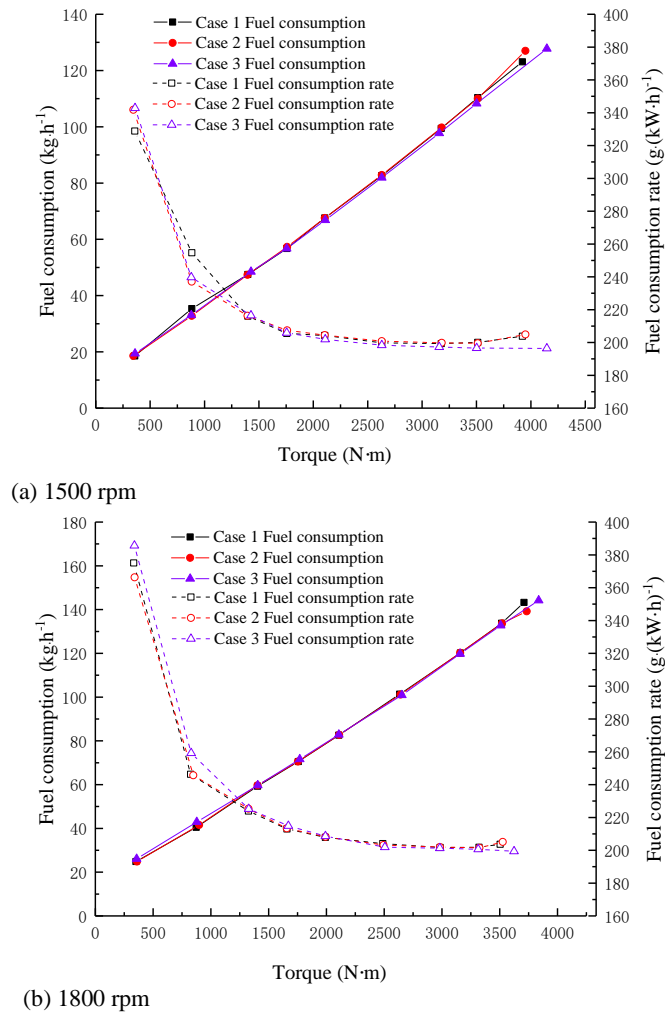 Case 1 Fuel consumption
Case 2 Fuel consumption
Case 3 Fuel consumption
Case 1 Fuel consumption rate
Case 2 Fuel consumption rate
Case 3 Fuel consumption rate
Fuel consumption (kg·h⁻¹)
140
120
100
80
60
40
20
0
Fuel consumption rate (g·(kW·h)⁻¹)
400
380
360
340
320
300
280
260
240
220
200
180
160
0 500 1000 1500 2000 2500 3000 3500 4000 4500
Torque (N·m)
(a) 1500 rpm
Case 1 Fuel consumption
Case 2 Fuel consumption
Case 3 Fuel consumption
Case 1 Fuel consumption rate
Case 2 Fuel consumption rate
Case 3 Fuel consumption rate
Fuel consumption (kg·h⁻¹)
180
160
140
120
100
80
60
40
20
0
Fuel consumption rate (g·(kW·h)⁻¹)
400
380
360
340
320
300
280
260
240
220
200
180
160
0 500 1000 1500 2000 2500 3000 3500 4000
Torque (N·m)
(b) 1800 rpm